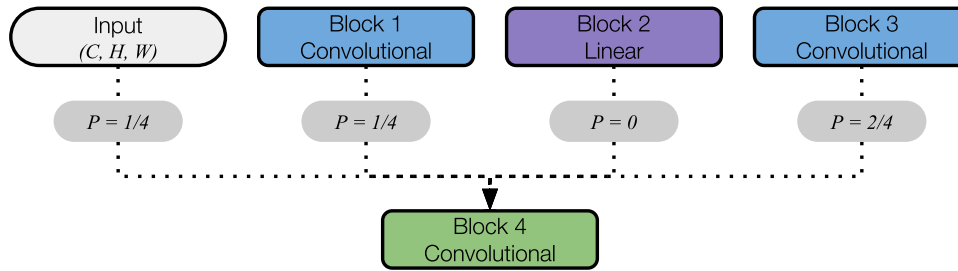 Input
(C, H, W)
Block 1
Convolutional
Block 2
Linear
Block 3
Convolutional
P = 1/4
P = 1/4
P = 0
P = 2/4
Block 4
Convolutional